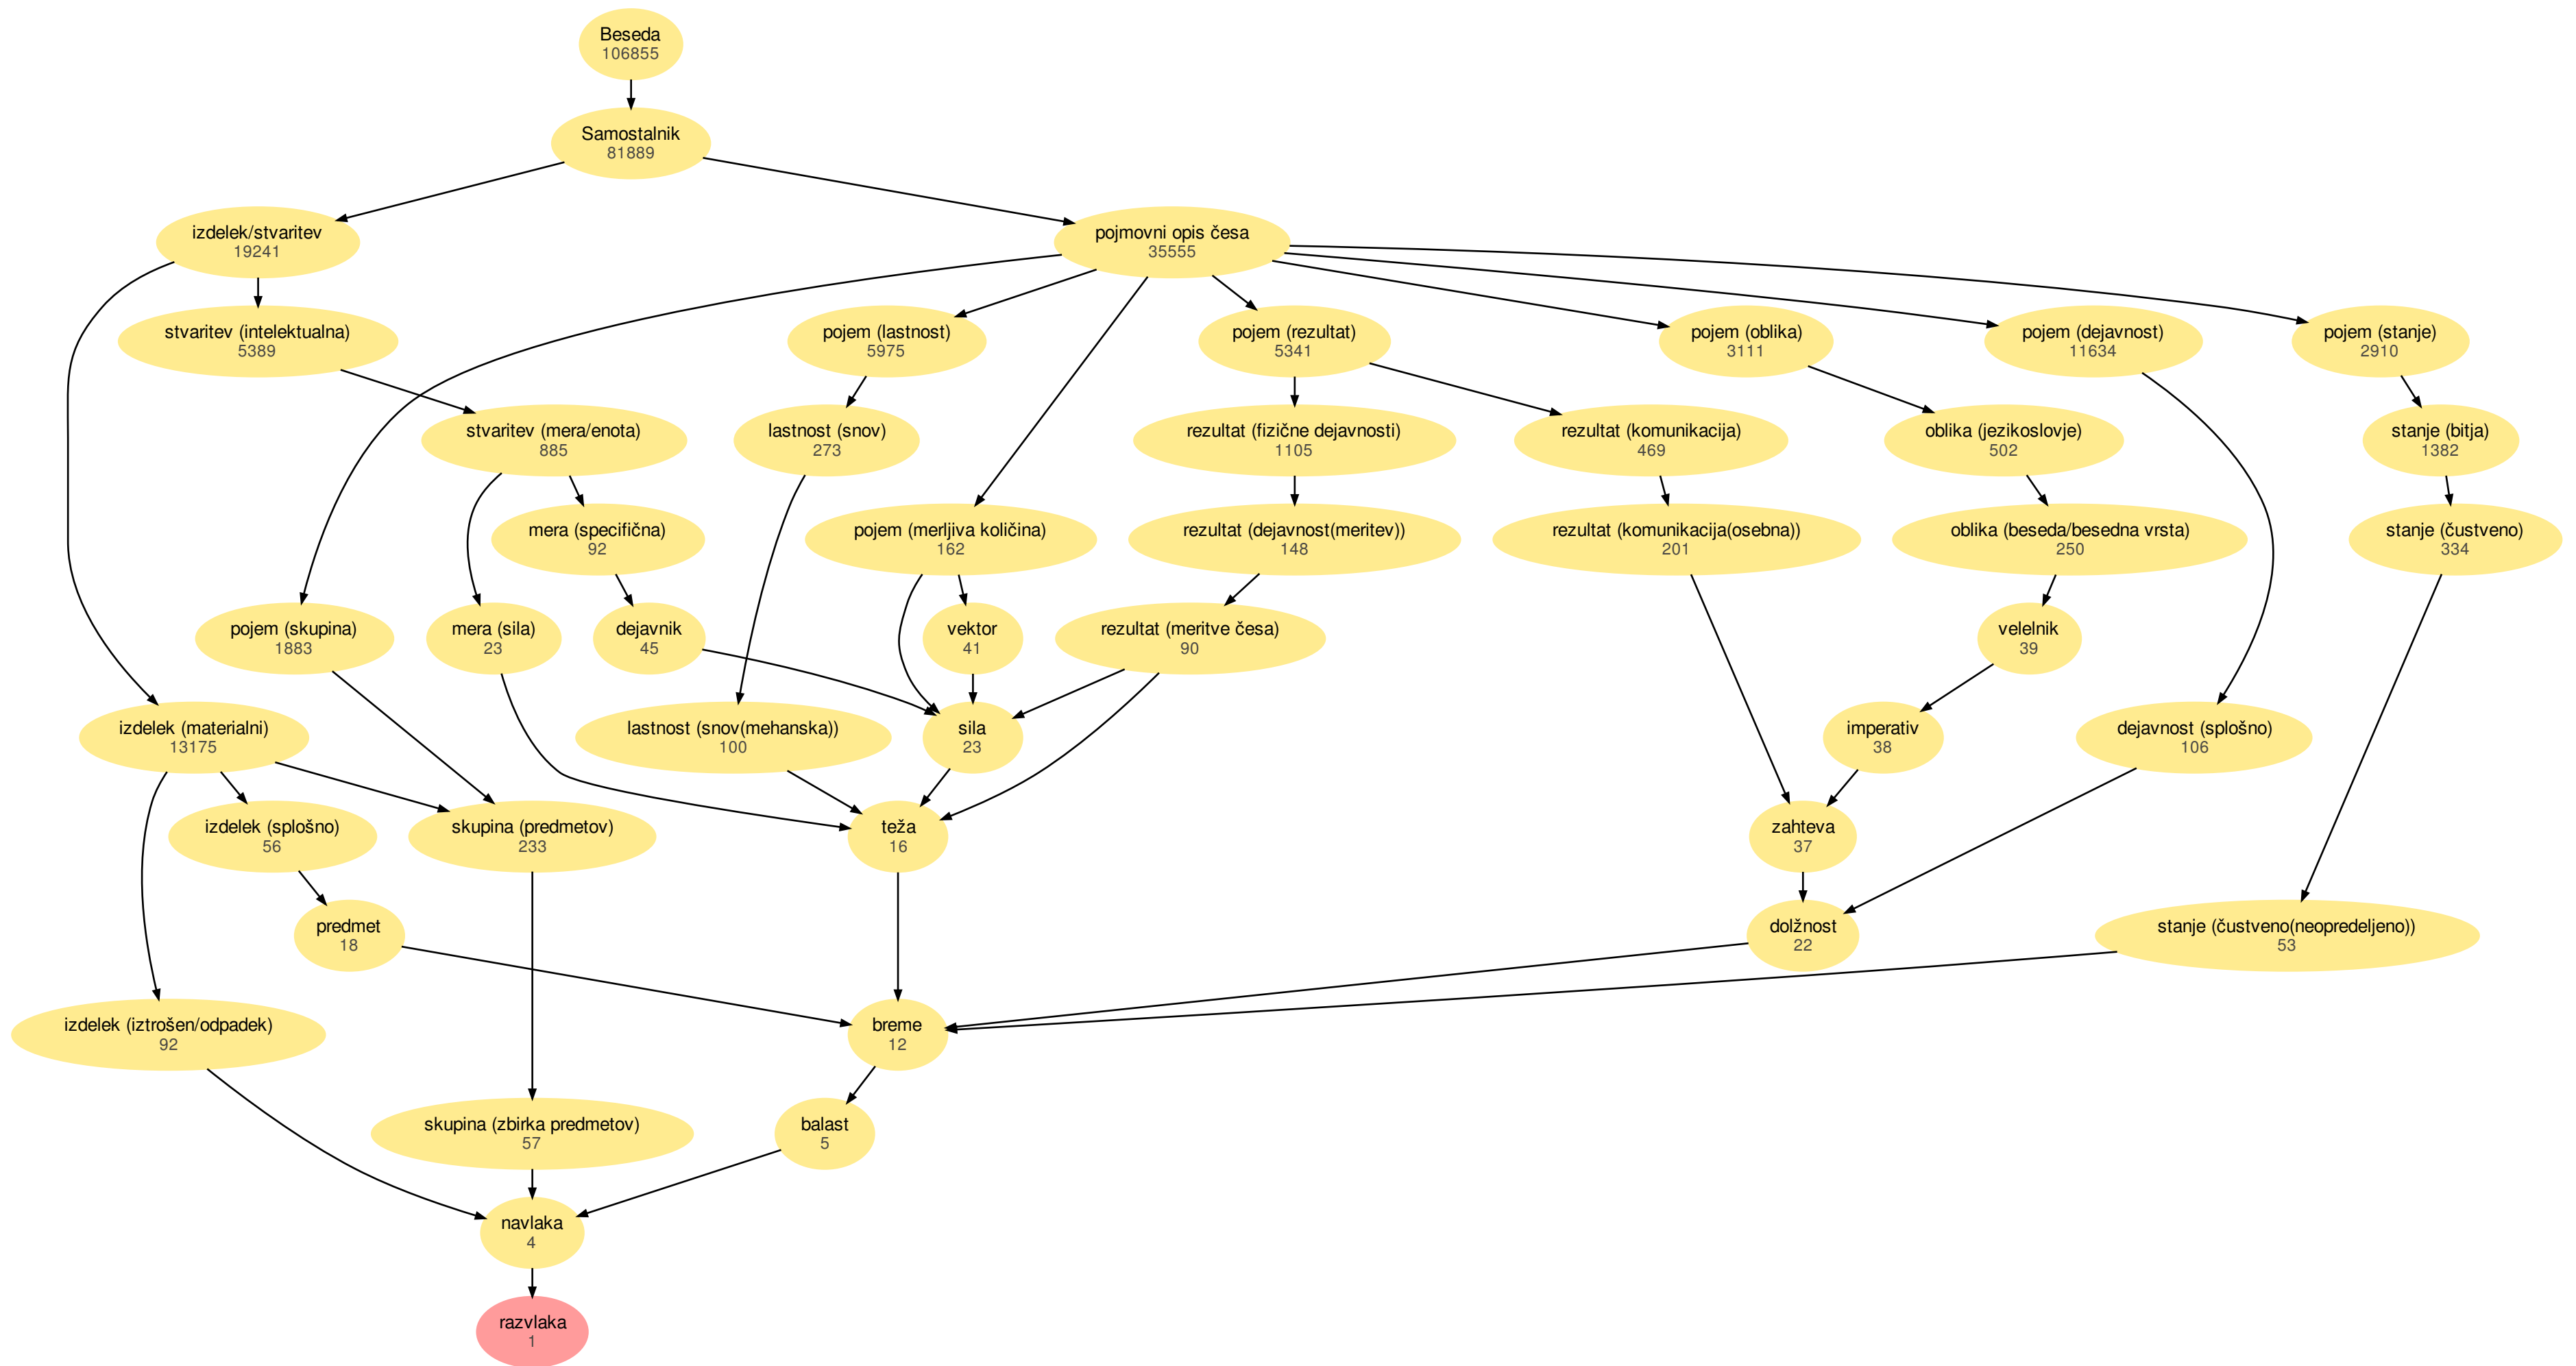 Beseda
106855
Samostalnik
81889
izdelek/stvaritev
19241
pojmovni opis česa
35555
stvaritev (intelektualna)
5389
pojem (lastnost)
5975
pojem (rezultat)
5341
pojem (oblika)
3111
pojem (dejavnost)
11634
pojem (stanje)
2910
stvaritev (mera/enota)
885
lastnost (snov)
273
rezultat (fizične dejavnosti)
1105
rezultat (komunikacija)
469
oblika (jezikoslovje)
502
stanje (bitja)
1382
mera (specifična)
92
pojem (merljiva količina)
162
rezultat (dejavnost(meritev))
148
rezultat (komunikacija(osebna))
201
oblika (beseda/besedna vrsta)
250
stanje (čustveno)
334
pojem (skupina)
1883
mera (sila)
23
dejavnik
45
vektor
41
rezultat (meritve česa)
90
velelnik
39
izdelek (materialni)
13175
lastnost (snov(mehanska))
100
sila
23
imperativ
38
dejavnost (splošno)
106
izdelek (splošno)
56
skupina (predmetov)
233
teža
16
zahteva
37
predmet
18
dolžnost
22
stanje (čustveno(neopredeljeno))
53
izdelek (iztrošen/odpadek)
92
breme
12
skupina (zbirka predmetov)
57
balast
5
navlaka
4
razvlaka
1